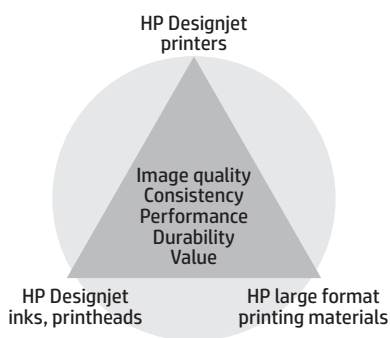 HP Designjet
printers
Image quality
Consistency
Performance
Durability
Value
HP Designjet
inks, printheads
HP large format
printing materials